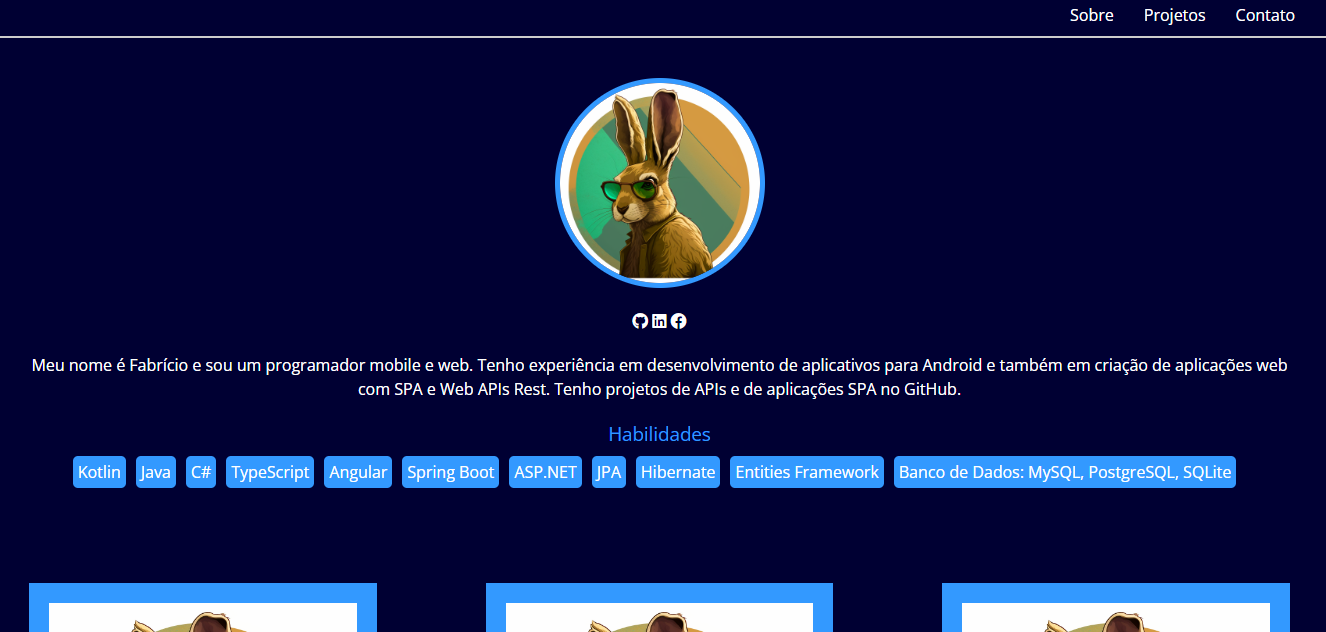 Sobre Projetos Contato
Meu nome é Fabrício e sou um programador mobile e web. Tenho experiência em desenvolvimento de aplicativos para Android e também em criação de aplicações web
com SPA e Web APIs Rest. Tenho projetos de APIs e de aplicações SPA no GitHub.
Habilidades
Kotlin Java C# TypeScript Angular Spring Boot ASP.NET JPA Hibernate Entities Framework Banco de Dados: MySQL, PostgreSQL, SQLite